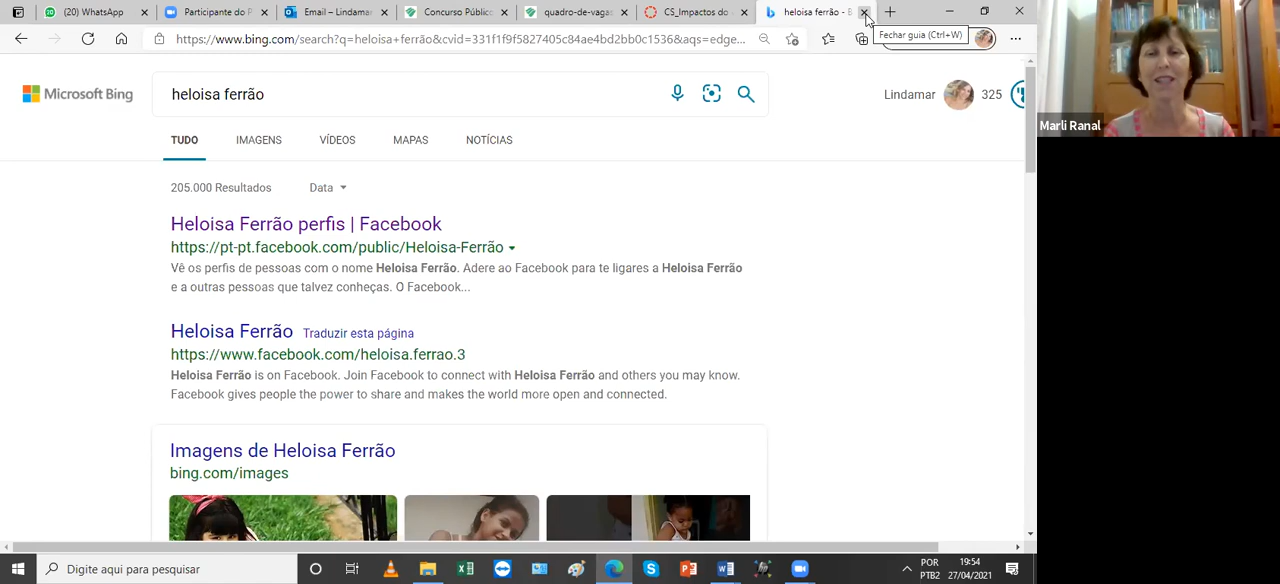 (20) WhatsApp
Participante do P
Email – Lindamar
Concurso Públic
quadro-de-vaga
CS_Impactos do
heloisa ferrão - B
Fechar guia (Ctrl+W)
https://www.bing.com/search?q=heloisa+ferrão&cvid=331f1f9f5827405c84ae4bd2bb0c1536&aqs=edge...
Microsoft Bing
heloisa ferrão
Lindamar
325
TUDO
IMAGENS
VÍDEOS
MAPAS
NOTÍCIAS
205.000 Resultados
Data
Heloisa Ferrão perfis | Facebook
https://pt-pt.facebook.com/public/Heloisa-Ferrão
Vê os perfis de pessoas com o nome Heloisa Ferrão. Adere ao Facebook para te ligares a Heloisa Ferrão
e a outras pessoas que talvez conheças. O Facebook...
Heloisa Ferrão Traduzir esta página
https://www.facebook.com/heloisa.ferrao.3
Heloisa Ferrão is on Facebook. Join Facebook to connect with Heloisa Ferrão and others you may know.
Facebook gives people the power to share and makes the world more open and connected.
Imagens de Heloisa Ferrão
bing.com/images
Marli Ranal
Digite aqui para pesquisar
POR
PTB2
19:54
27/04/2021